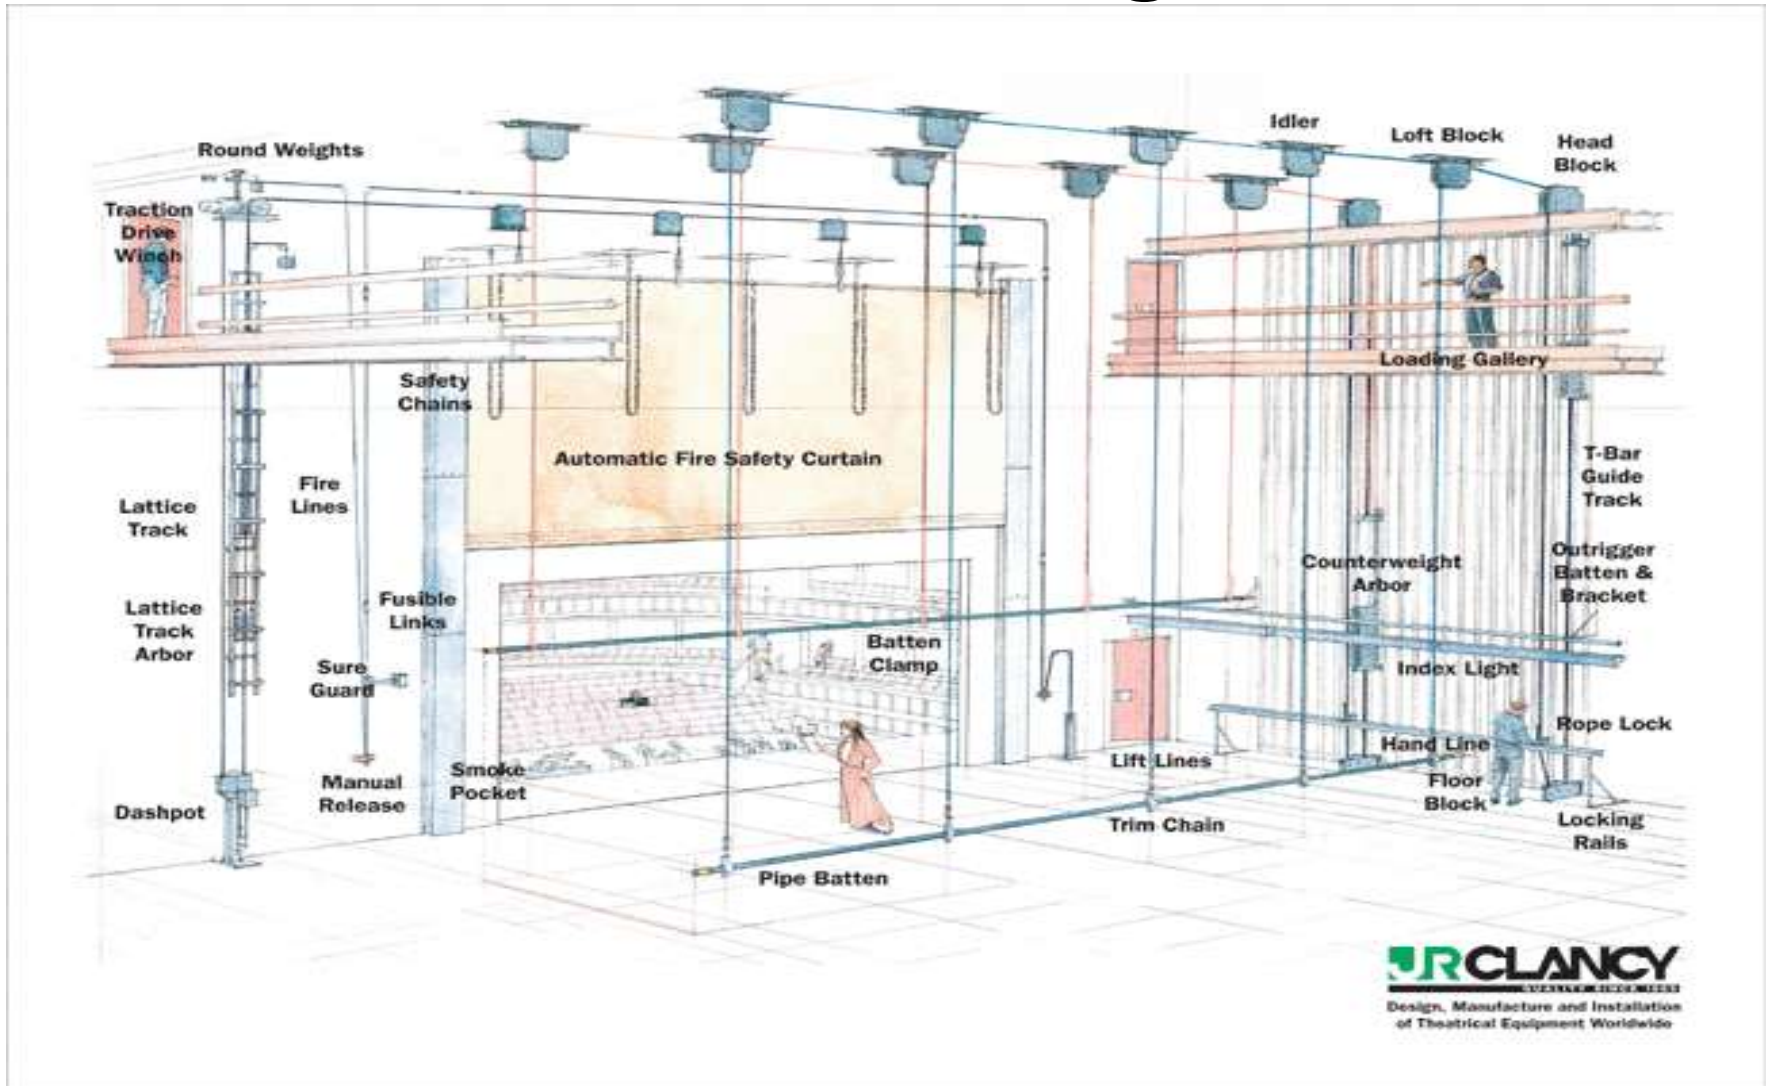 Round Weights
Traction
Drive
Winch
Idler
Loft Block
Head
Block
Loading Gallery
Safety
Chains
Automatic Fire Safety Curtain
Fire
Lines
Lattice
Track
T-Bar
Guide
Track
Lattice
Track
Arbor
Fusible
Links
Counterweight
Arbor
Outrigger
Batten &
Bracket
Sure
Guard
Batten
Clamp
Index Light
Rope Lock
Hand Line
Lift Lines
Smoke
Pocket
Manual
Release
Dashpot
Floor
Block
Trim Chain
Locking
Rails
Pipe Batten
JRCLANCY
QUALITY SINCE 1885
Design, Manufacture and Installation
of Theatrical Equipment Worldwide